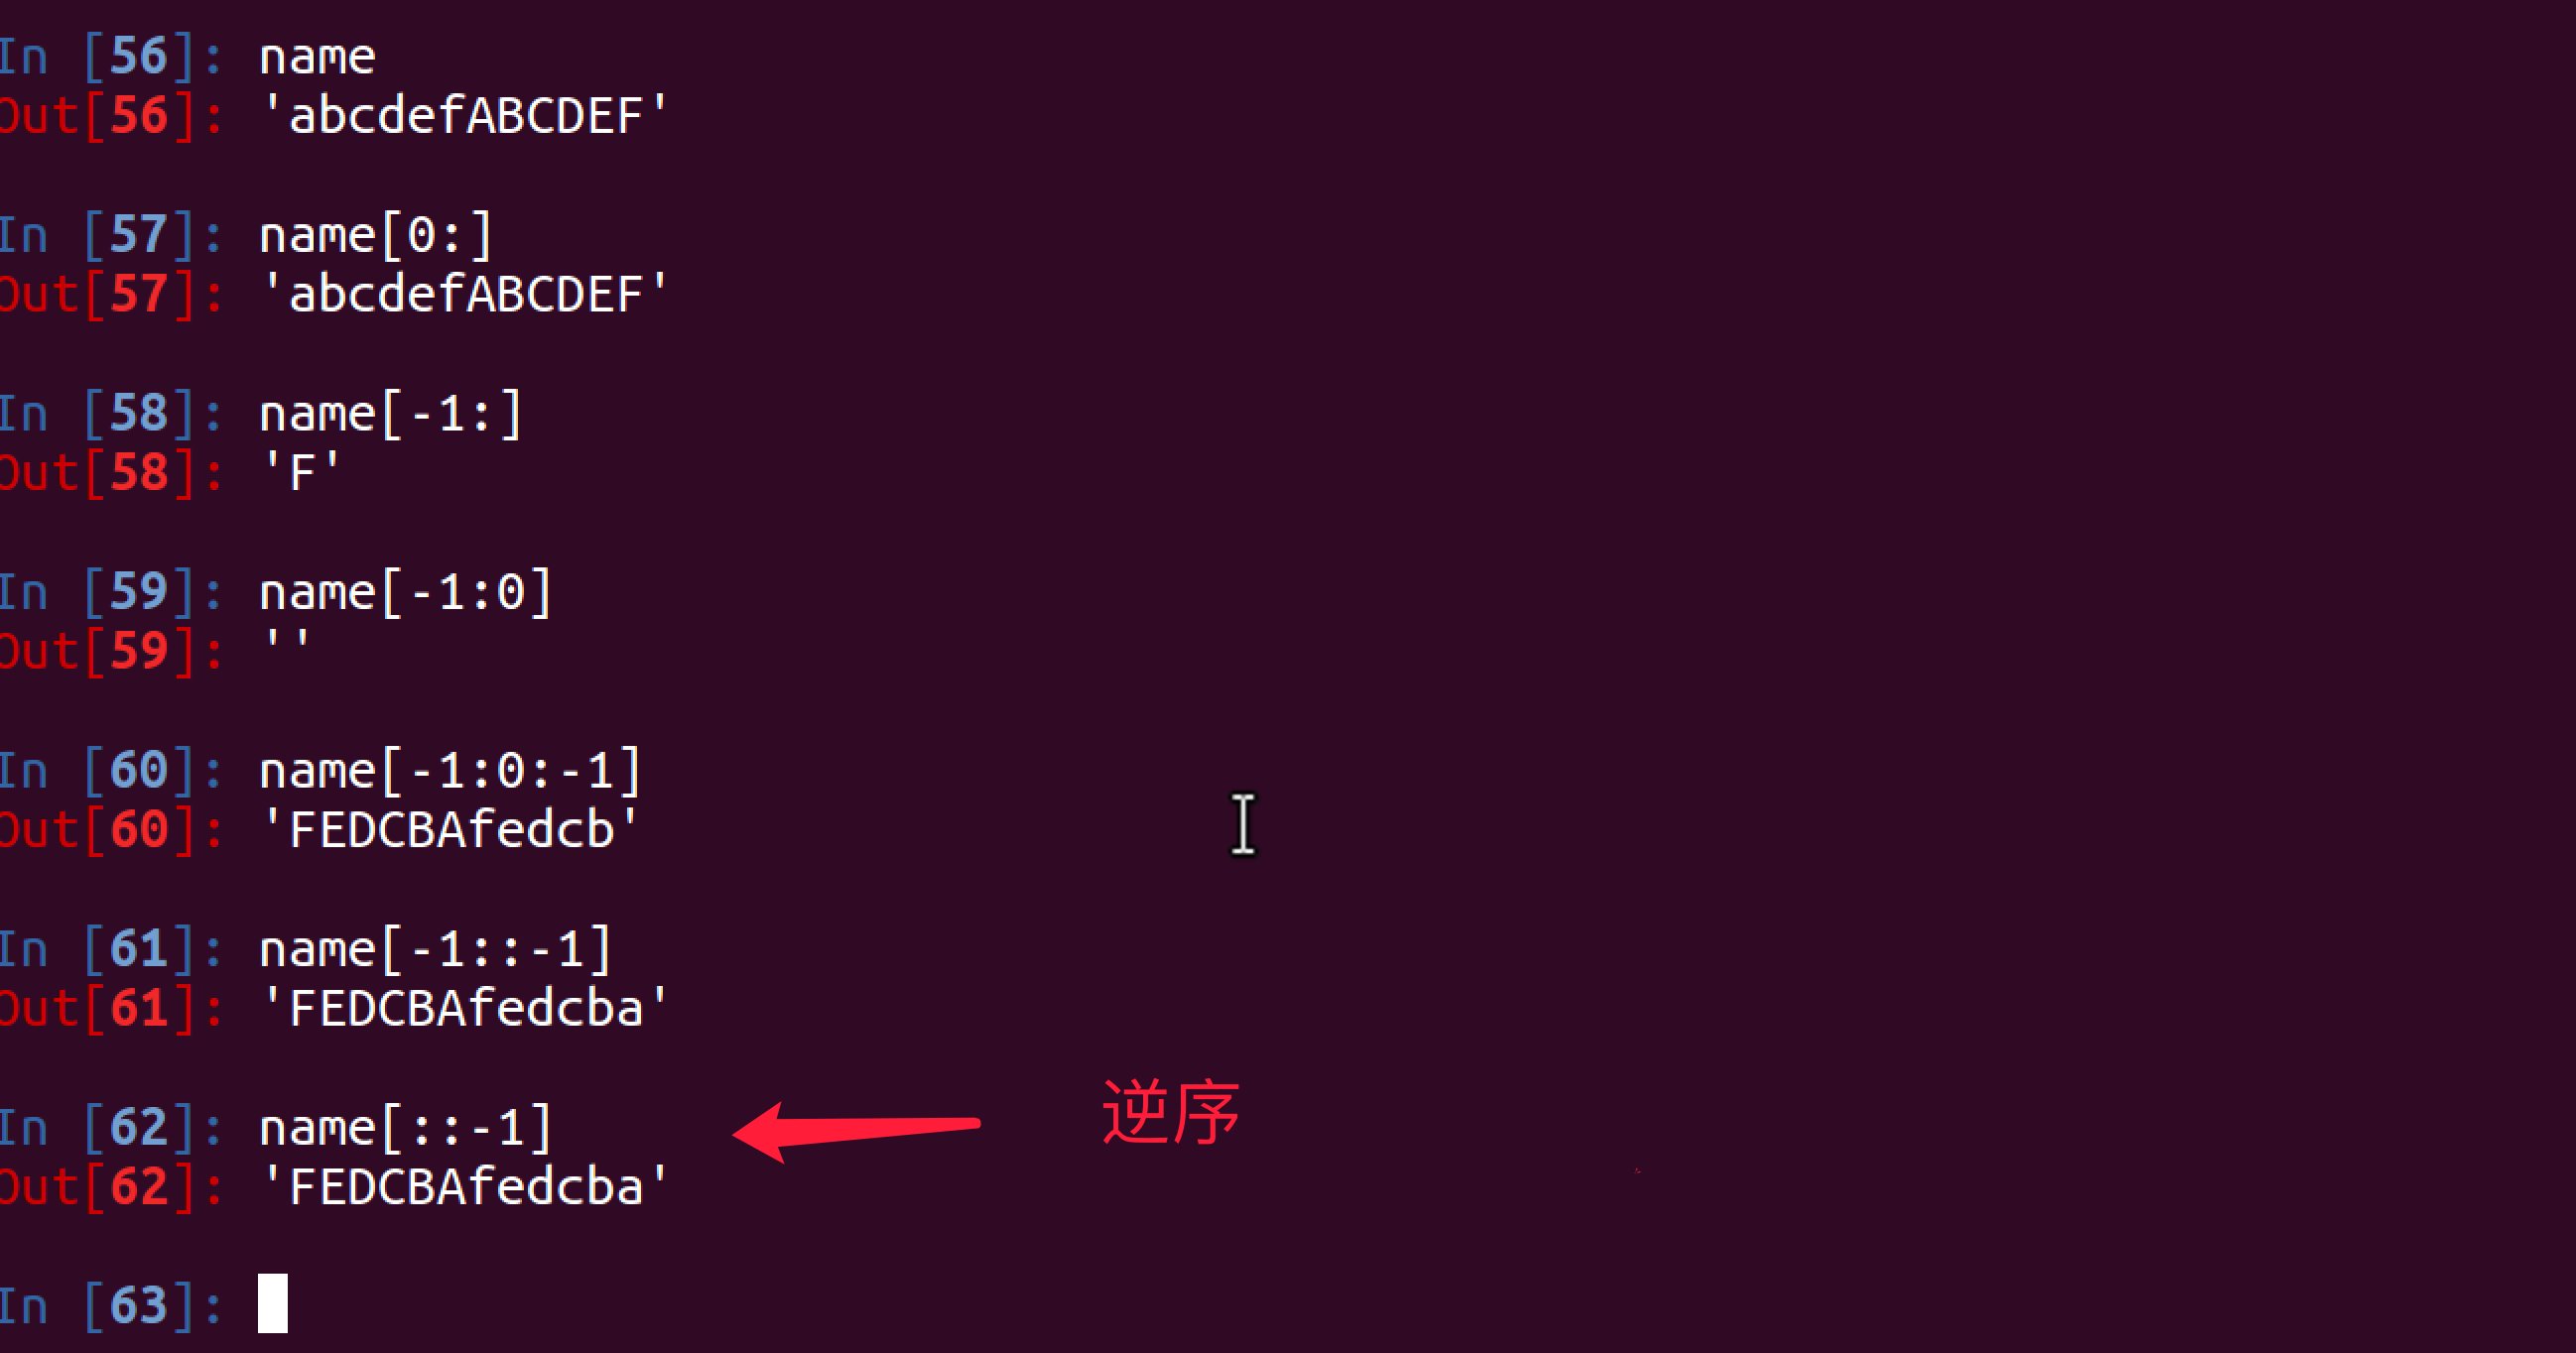 In [56]: name
Out[56]: 'abcdefABCDEF'
In [57]: name[0:]
Out[57]: 'abcdefABCDEF'
In [58]: name[-1:]
Out[58]: 'F'
In [59]: name[-1:0]
Out[59]: ''
In [60]: name[-1:0:-1]
Out[60]: 'FEDCBAfedcb'
In [61]: name[-1::-1]
Out[61]: 'FEDCBAfedcba'
In [62]: name[::-1]
逆序
Out[62]: 'FEDCBAfedcba'
In [63]: